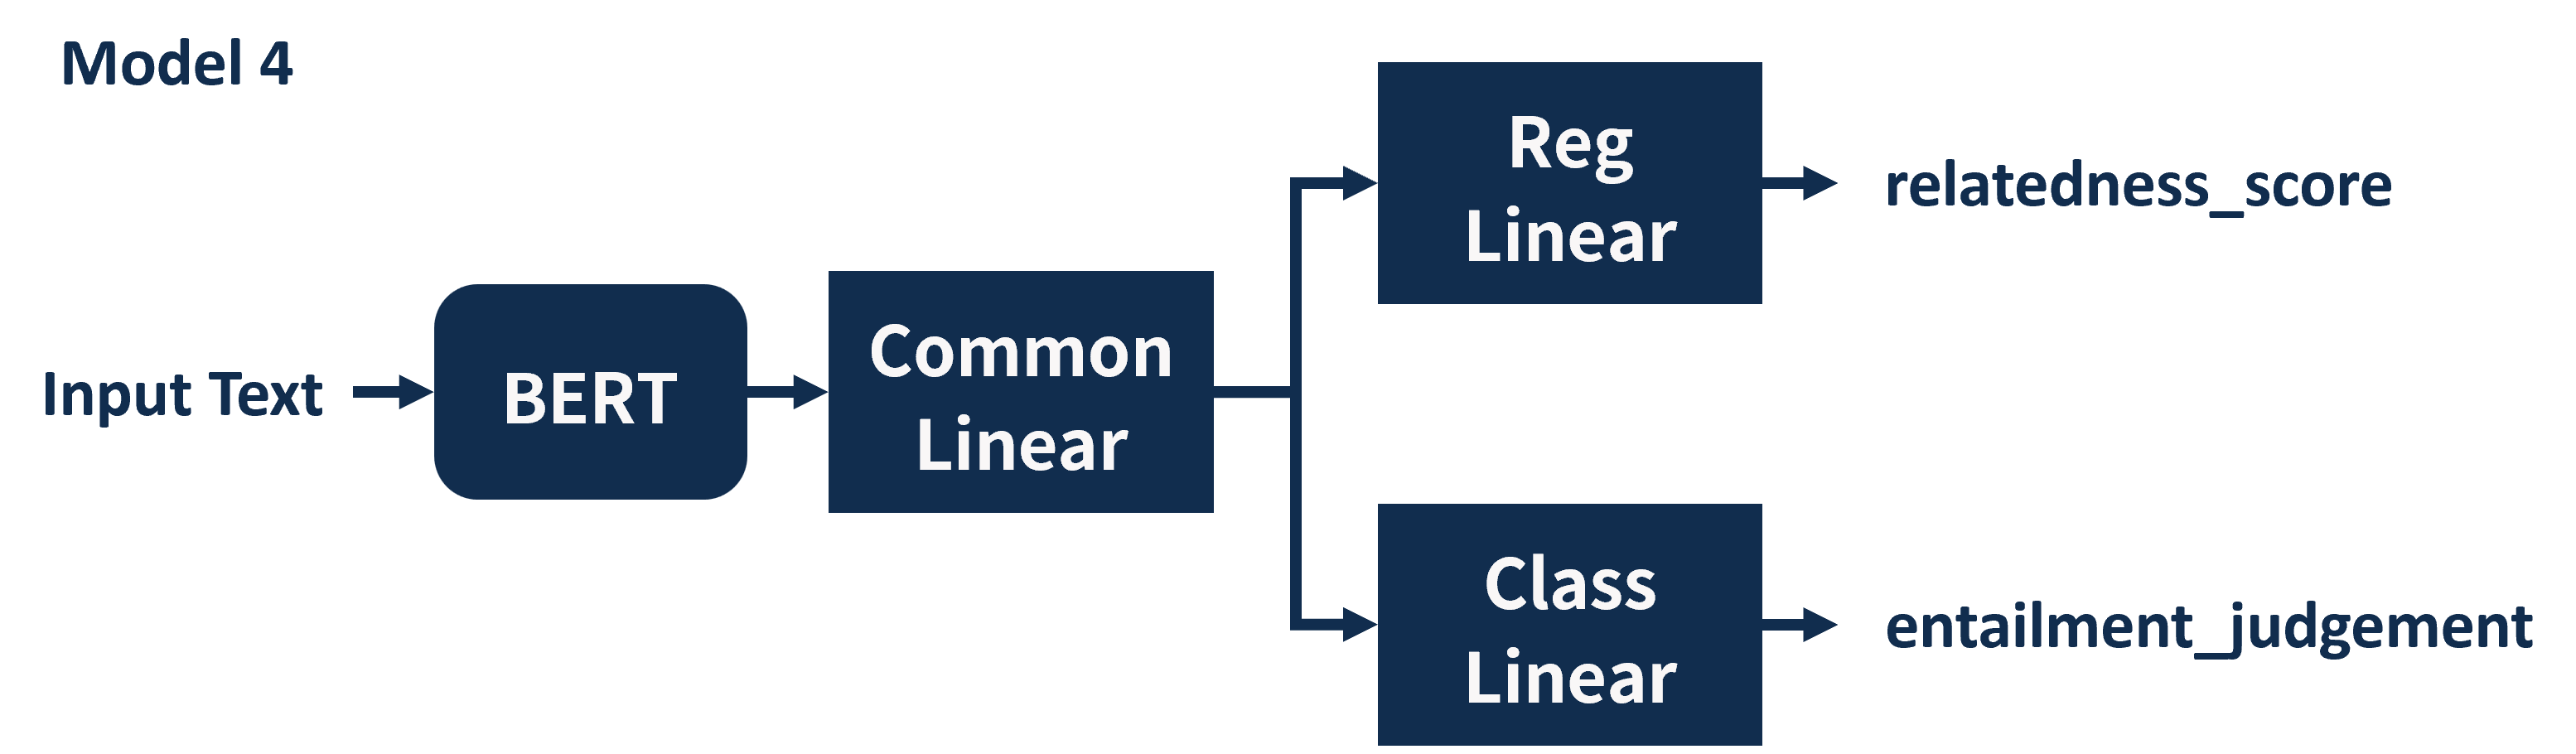 Model 4
Input Text
BERT
Common
Linear
Reg
Linear
relatedness_score
Class
Linear
entailment_judgement